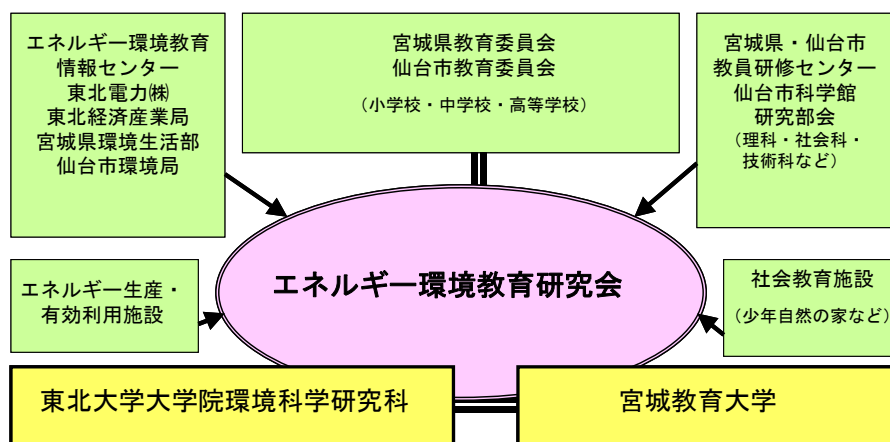 エネルギー環境教育
情報センター
東北電力㈱
東北経済産業局
宮城県環境生活部
仙台市環境局
宮城県教育委員会
仙台市教育委員会
（小学校・中学校・高等学校）
宮城県・仙台市
教員研修センター
仙台市科学館
研究部会
（理科・社会科・
技術科など）
エネルギー環境教育研究会
エネルギー生産・
有効利用施設
社会教育施設
（少年自然の家など）
東北大学大学院環境科学研究科
宮城教育大学